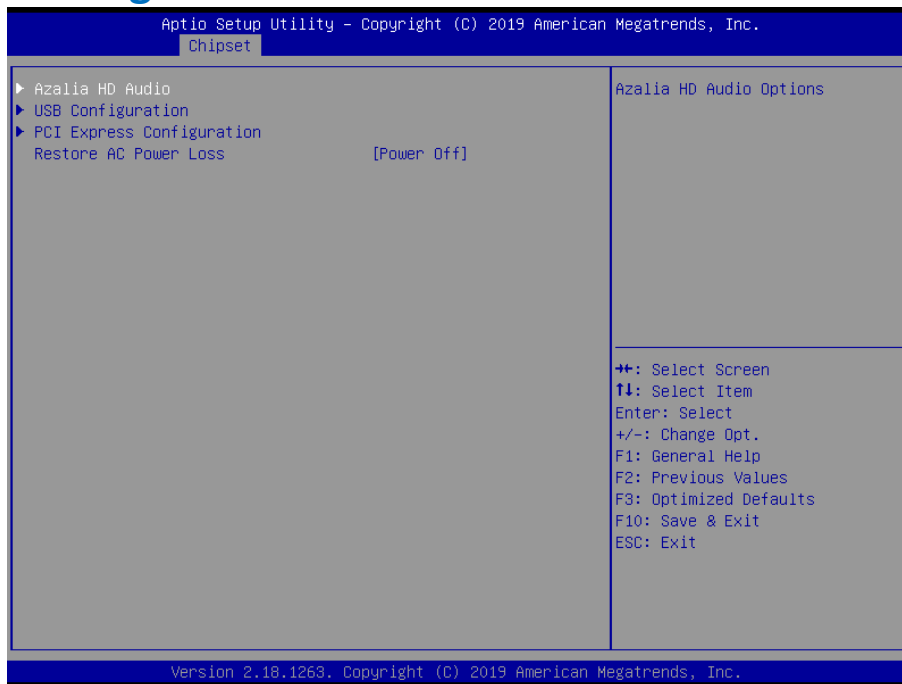 Aptio Setup Utility – Copyright (C) 2019 American Megatrends, Inc.
Chipset
Azalia HD Audio
USB Configuration
PCI Express Configuration
Restore AC Power Loss [Power Off]
Azalia HD Audio Options
→←: Select Screen
↑↓: Select Item
Enter: Select
+/-: Change Opt.
F1: General Help
F2: Previous Values
F3: Optimized Defaults
F10: Save & Exit
ESC: Exit
Version 2.18.1263. Copyright (C) 2019 American Megatrends, Inc.